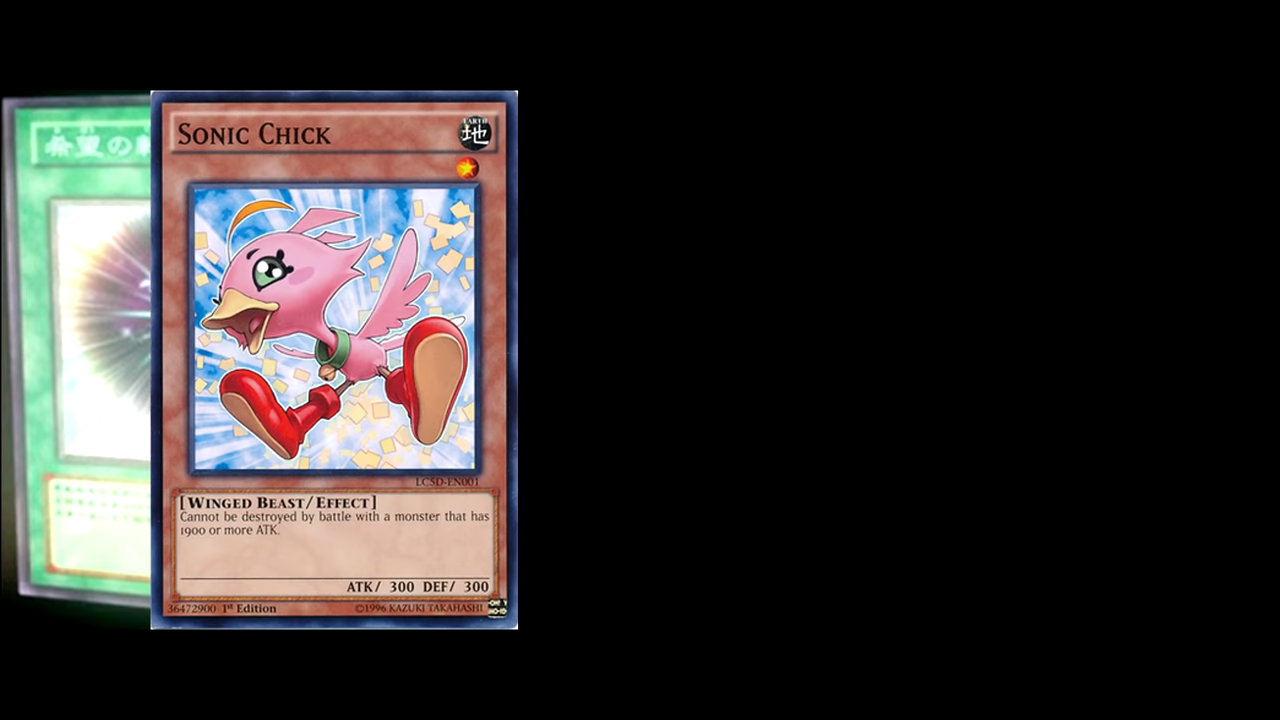 希望の
SONIC CHICK
EARTH
地
LC5D-EN001
[WINGED BEAST/EFFECT]
Cannot be destroyed by battle with a monster that has
1900 or more ATK.
ATK/ 300 DEF/ 300
36472900 1st Edition ©1996 KAZUKI TAKAHASHI